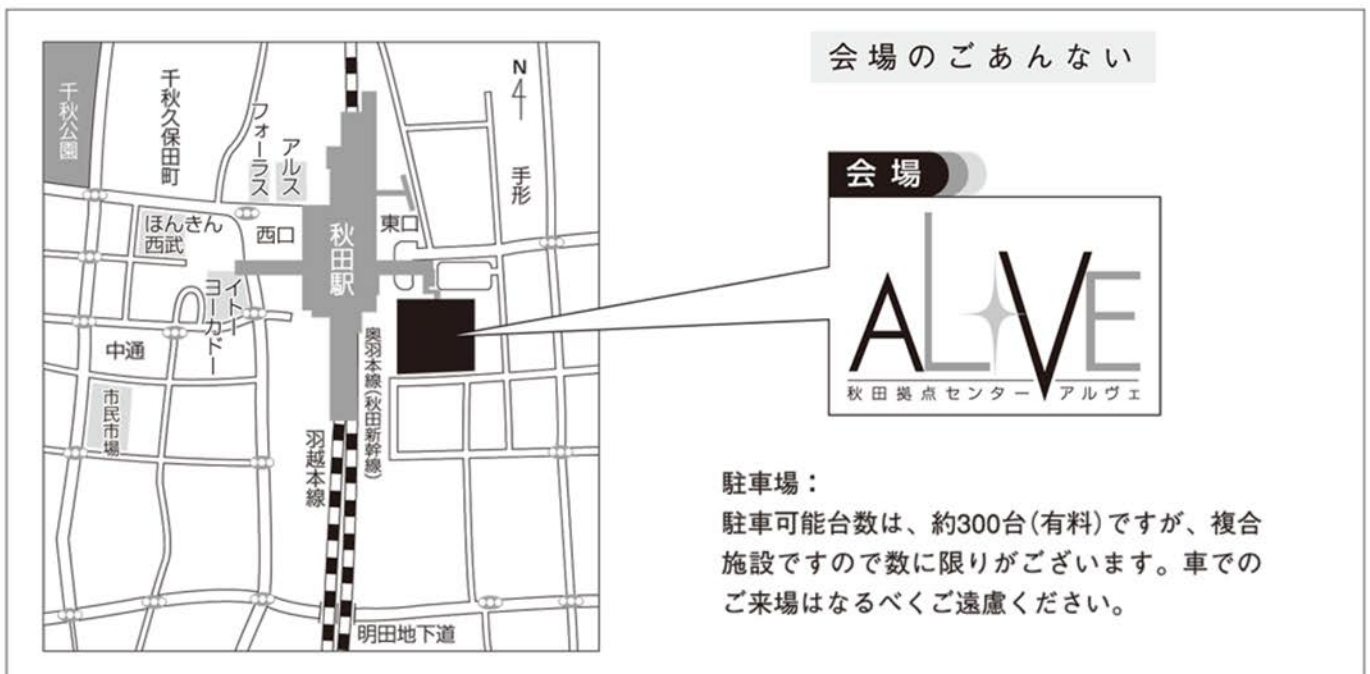 会場のごあんない
千秋公園
千秋久保田町
フォーラス
アルス
N
手形
ほんきん
西武
西口
秋田駅
東口
イトー
ヨーカドー
中通
市民市場
奥羽本線(秋田新幹線)
羽越本線
明田地下道
会場
ALVE
秋田拠点センター アルヴェ
駐車場：
駐車可能台数は、約300台(有料)ですが、複合
施設ですので数に限りがございます。車での
ご来場はなるべくご遠慮ください。